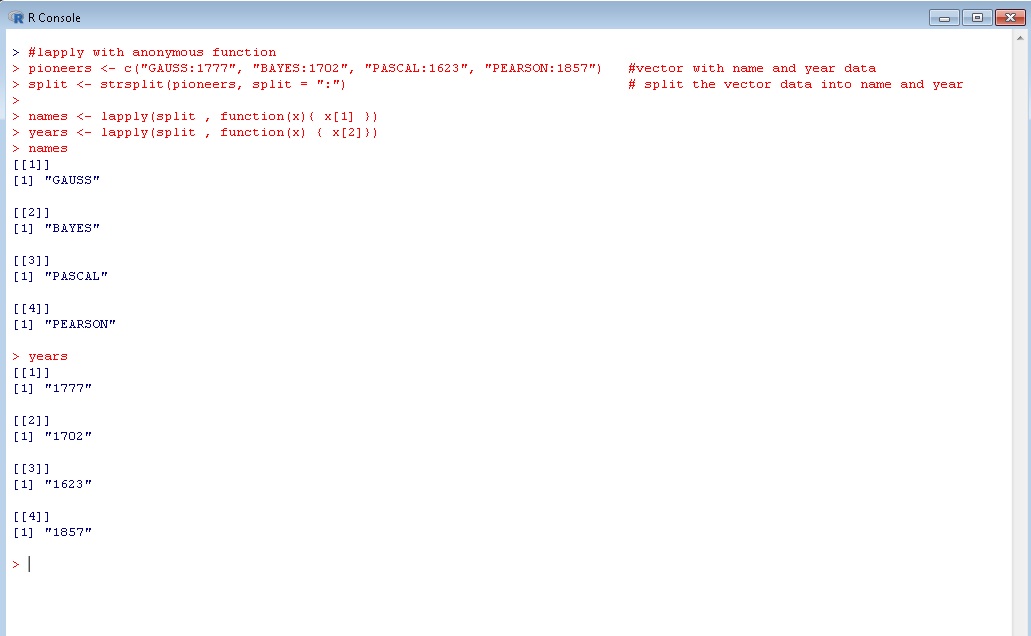 R Console
> #lapply with anonymous function
> pioneers <- c("GAUSS:1777", "BAYES:1702", "PASCAL:1623", "PEARSON:1857")   #vector with name and year data
> split <- strsplit(pioneers, split = ":")                                   # split the vector data into name and year
>
> names <- lapply(split , function(x){ x[1] })
> years <- lapply(split , function(x) { x[2]})
> names
[[1]]
[1] "GAUSS"
[[2]]
[1] "BAYES"
[[3]]
[1] "PASCAL"
[[4]]
[1] "PEARSON"
> years
[[1]]
[1] "1777"
[[2]]
[1] "1702"
[[3]]
[1] "1623"
[[4]]
[1] "1857"
>